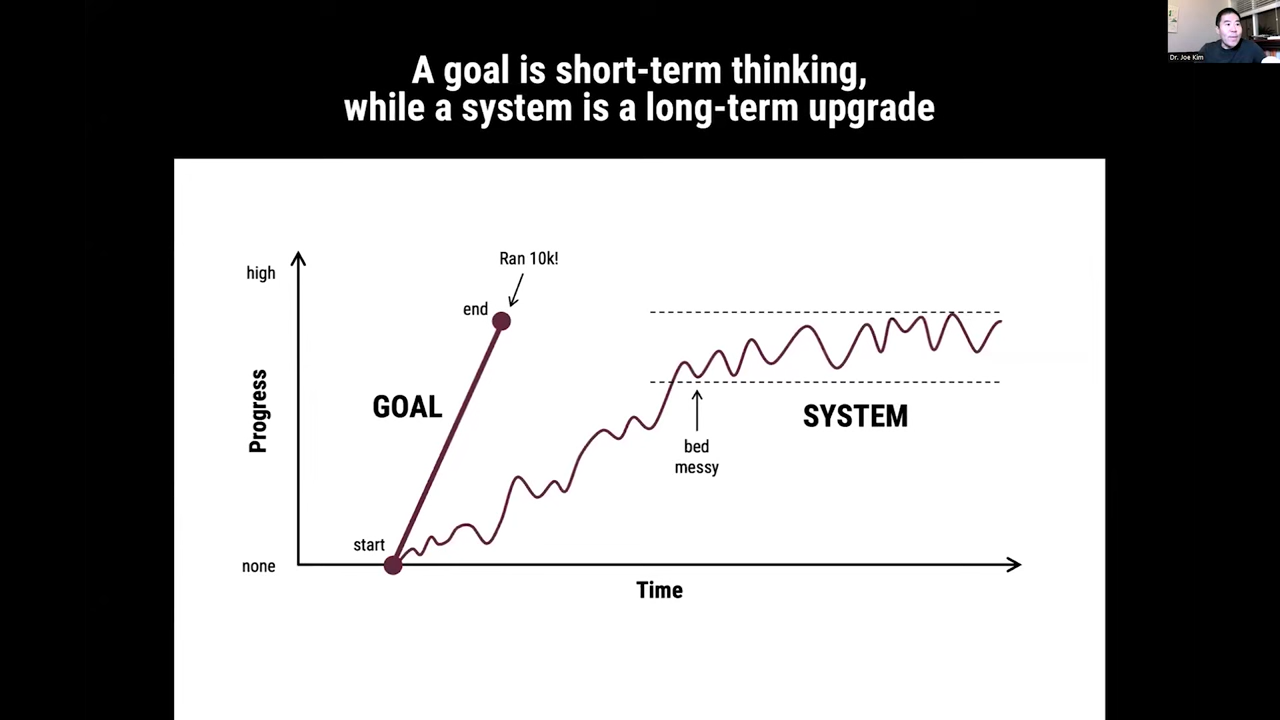 A goal is short-term thinking,
while a system is a long-term upgrade
Dr. Joe Kim
Ran 10k!
high
end
Progress
GOAL
SYSTEM
bed
messy
start
none
Time